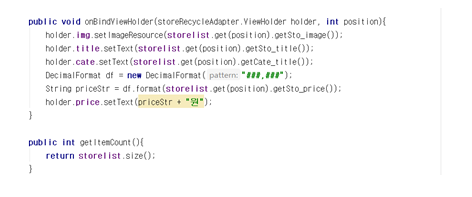 public void onBindViewHolder(storeRecycleAdapter.ViewHolder holder, int position){
holder.img.setImageResource(storelist.get(position).getSto_image());
holder.title.setText(storelist.get(position).getSto_title());
holder.cate.setText(storelist.get(position).getCate_title());
DecimalFormat df = new DecimalFormat( pattern: "###,###");
String priceStr = df.format(storelist.get(position).getSto_price());
holder.price.setText(priceStr + "원");
}
public int getItemCount(){
return storelist.size();
}